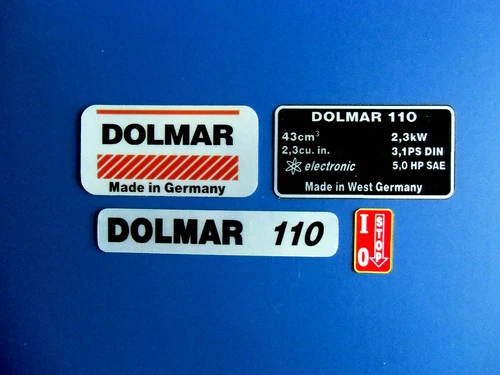 DOLMAR
Made in Germany
DOLMAR 110
43cm³ 2,3kW
2,3cu. in. 3,1PS DIN
electronic 5,0 HP SAE
Made in West Germany
DOLMAR 110
I STOP
O